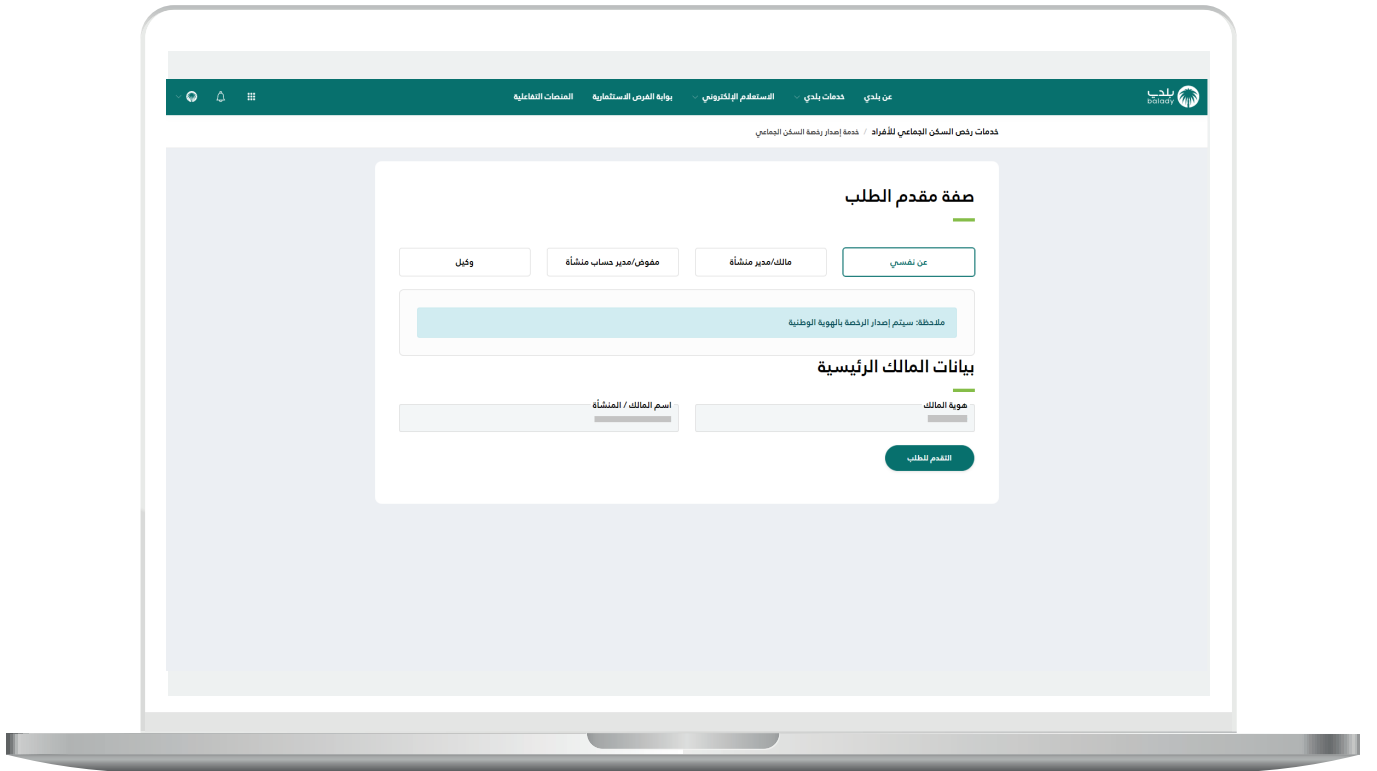 بلدي
balady
عن بلدي
خدمات بلدي
الاستعلام الإلكتروني
بوابة الفرص الاستثمارية
المنصات التفاعلية
خدمات رخص السكن الجماعي للأفراد / خدمة إصدار رخصة السكن الجماعي
صفة مقدم الطلب
عن نفسي
مالك/مدير منشأة
مفوض/مدير حساب منشأة
وكيل
ملاحظة: سيتم إصدار الرخصة بالهوية الوطنية
بيانات المالك الرئيسية
هوية المالك
اسم المالك / المنشأة
التقدم للطلب